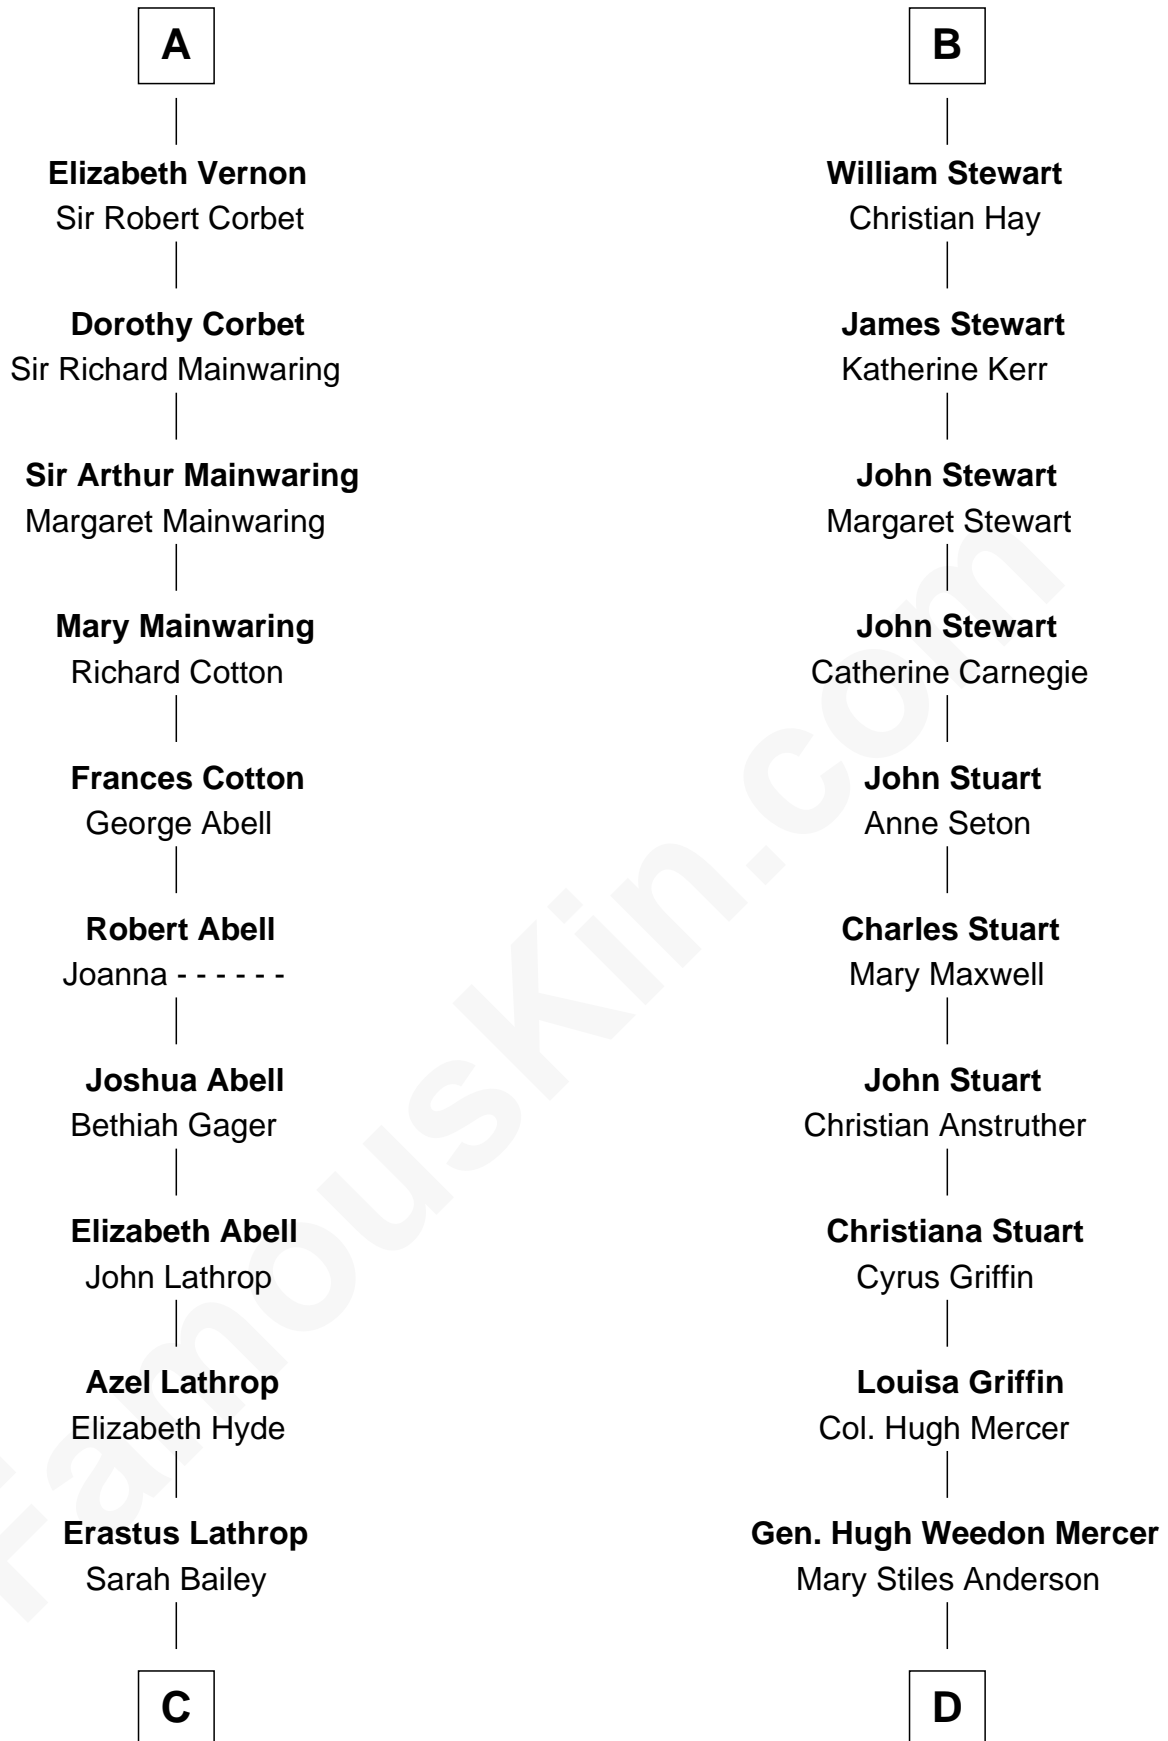 A
Elizabeth Vernon
Sir Robert Corbet
Dorothy Corbet
Sir Richard Mainwaring
Sir Arthur Mainwaring
Margaret Mainwaring
Mary Mainwaring
Richard Cotton
Frances Cotton
George Abell
Robert Abell
Joanna - - - - - -
Joshua Abell
Bethiah Gager
Elizabeth Abell
John Lathrop
Azel Lathrop
Elizabeth Hyde
Erastus Lathrop
Sarah Bailey
C
B
William Stewart
Christian Hay
James Stewart
Katherine Kerr
John Stewart
Margaret Stewart
John Stewart
Catherine Carnegie
John Stuart
Anne Seton
Charles Stuart
Mary Maxwell
John Stuart
Christian Anstruther
Christiana Stuart
Cyrus Griffin
Louisa Griffin
Col. Hugh Mercer
Gen. Hugh Weedon Mercer
Mary Stiles Anderson
D
FamousKin.com